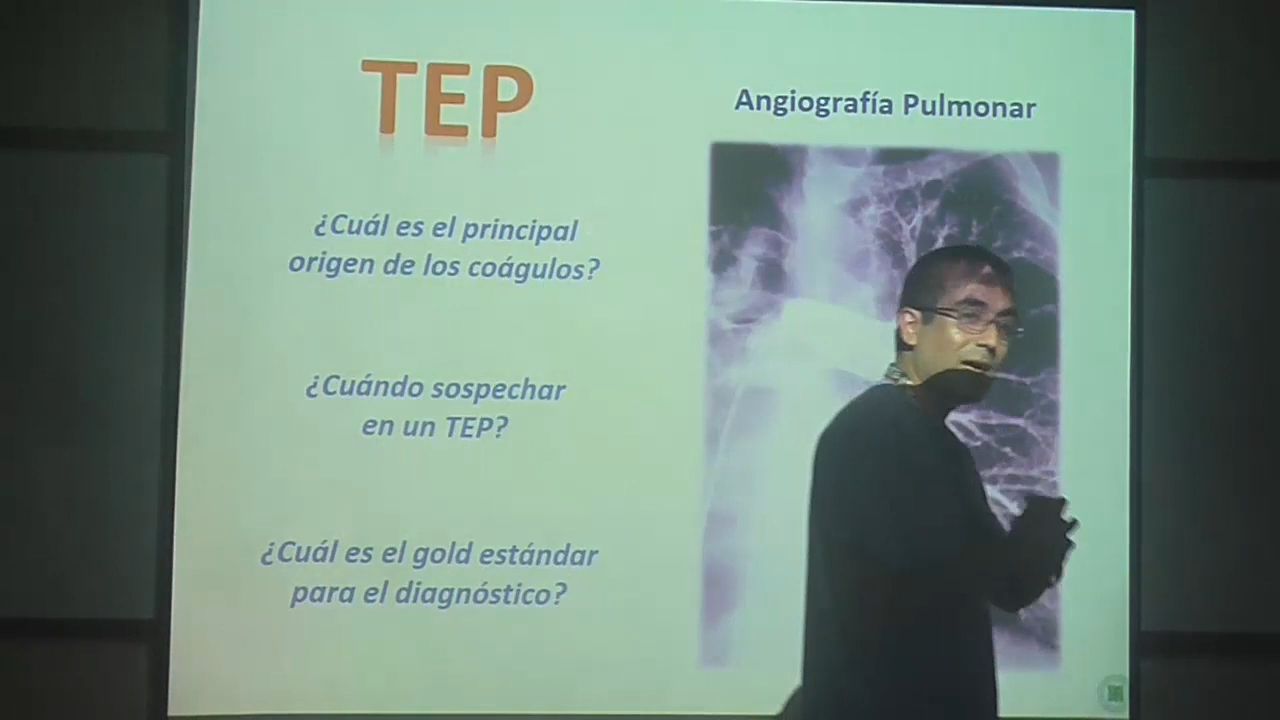 TEP
Angiografía Pulmonar
¿Cuál es el principal
origen de los coágulos?
¿Cuándo sospechar
en un TEP?
¿Cuál es el gold estándar
para el diagnóstico?